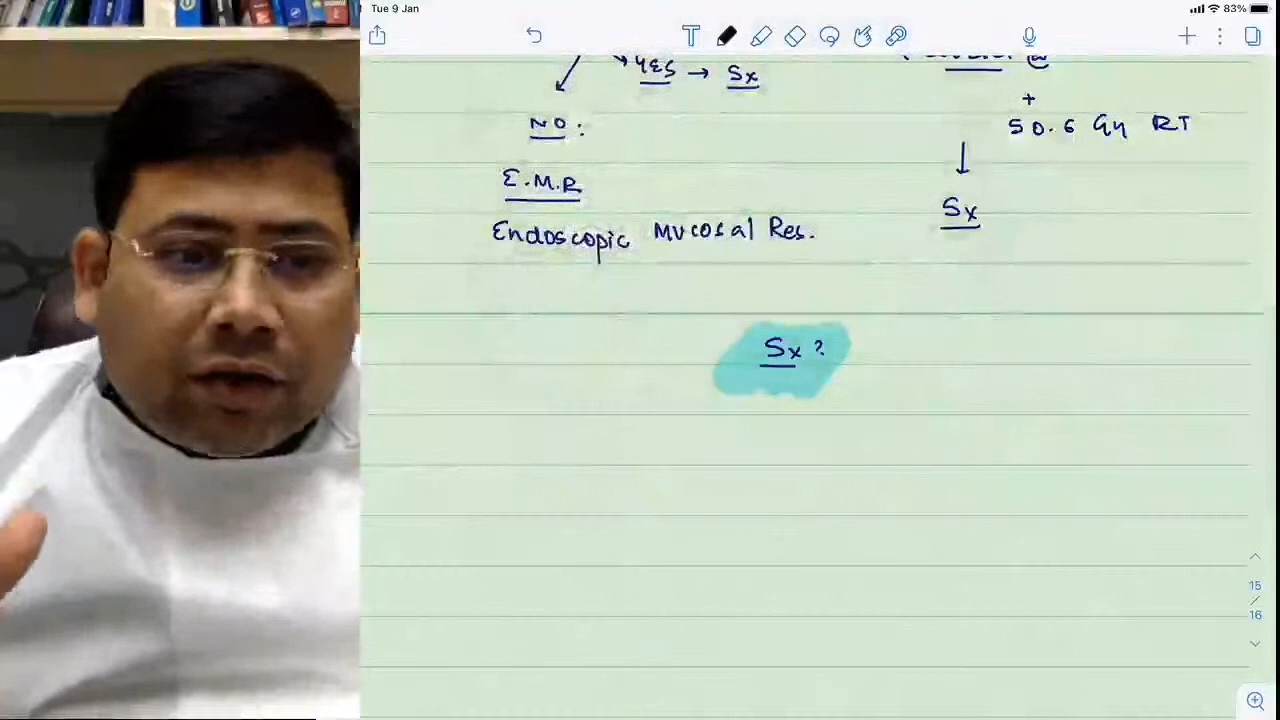 Tue 9 Jan
83%
YES → Sx
+
50.6 Gy RT
NO:
↓
E.M.R
Sx
Endoscopic Mucosal Res.
Sx?
15
/
16